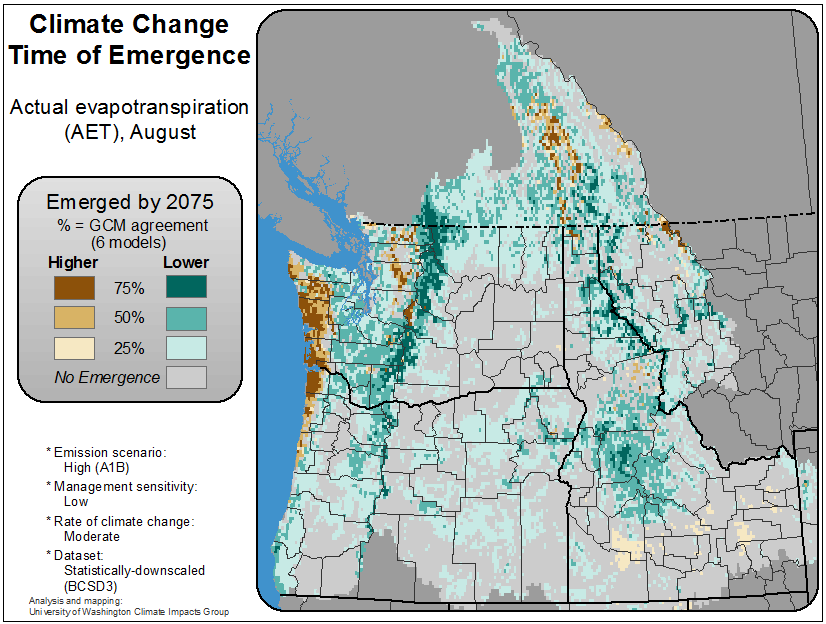 Climate Change
Time of Emergence
Actual evapotranspiration
(AET), August
Emerged by 2075
% = GCM agreement
(6 models)
Higher Lower
75%
50%
25%
No Emergence
* Emission scenario:
High (A1B)
* Management sensitivity:
Low
* Rate of climate change:
Moderate
* Dataset:
Statistically-downscaled
(BCSD3)
Analysis and mapping:
University of Washington Climate Impacts Group